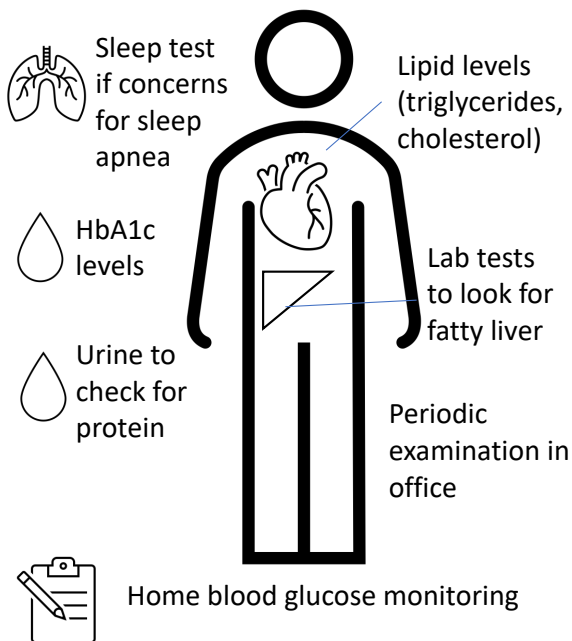 Sleep test
if concerns
for sleep
apnea
Lipid levels
(triglycerides,
cholesterol)
HbA1c
levels
Lab tests
to look for
fatty liver
Urine to
check for
protein
Periodic
examination in
office
Home blood glucose monitoring